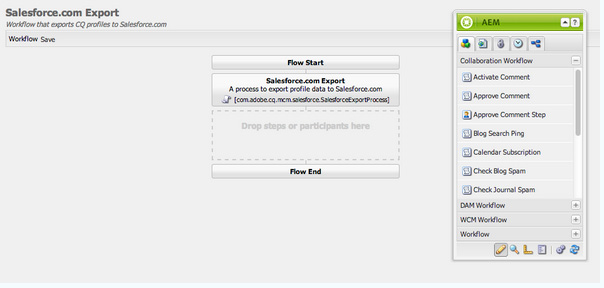 Salesforce.com Export
Workflow that exports CQ profiles to Salesforce.com
Workflow Save
Flow Start
Salesforce.com Export
A process to export profile data to Salesforce.com
[com.adobe.cq.mcm.salesforce.SalesforceExportProcess]
Drop steps or participants here
Flow End
AEM
Collaboration Workflow
Activate Comment
Approve Comment
Approve Comment Step
Blog Search Ping
Calendar Subscription
Check Blog Spam
Check Journal Spam
DAM Workflow
WCM Workflow
Workflow